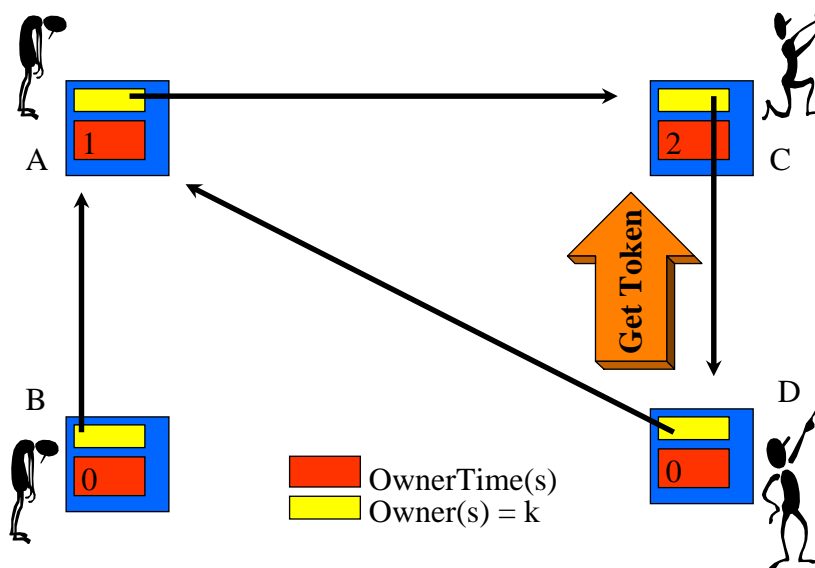 1
2
A
C
Get Token
B
D
0
0
OwnerTime(s)
Owner(s) = k